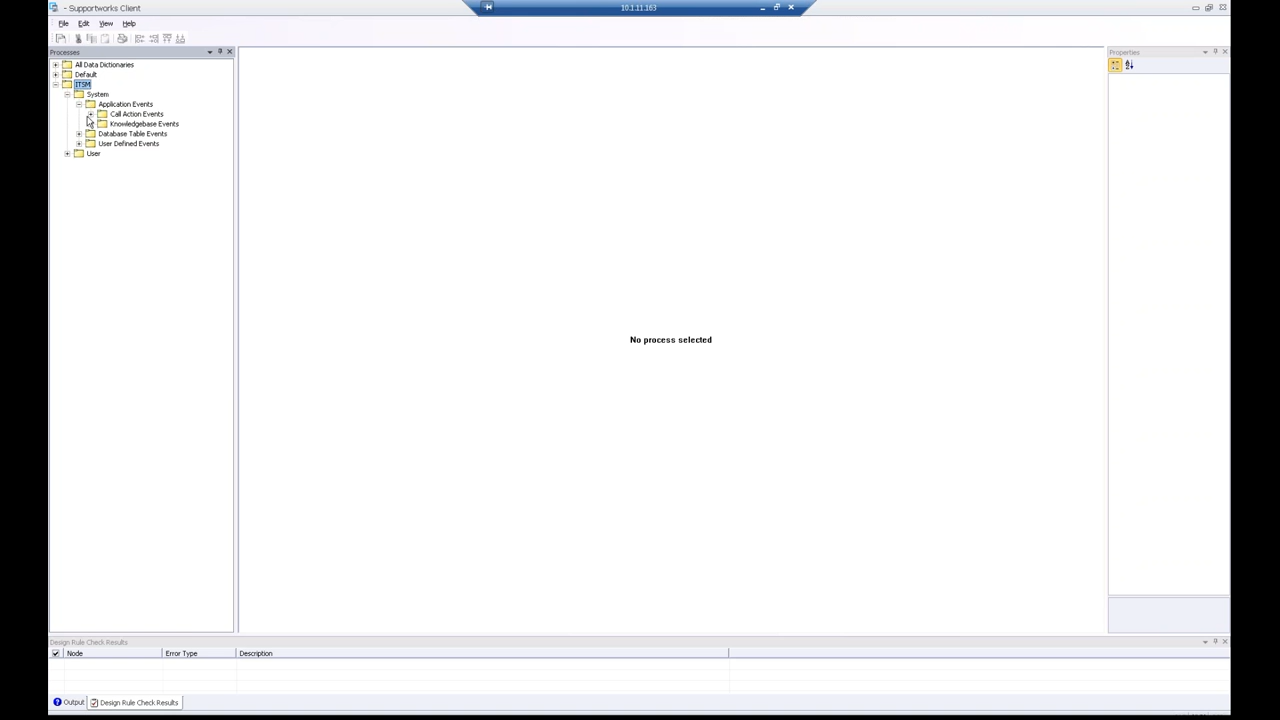 - Supportworks Client
10.1.11.163
File Edit View Help
Processes
Properties
All Data Dictionaries
Default
ITSM
System
Application Events
Call Action Events
Knowledgebase Events
Database Table Events
User Defined Events
User
No process selected
Design Rule Check Results
Node Error Type Description
Output Design Rule Check Results